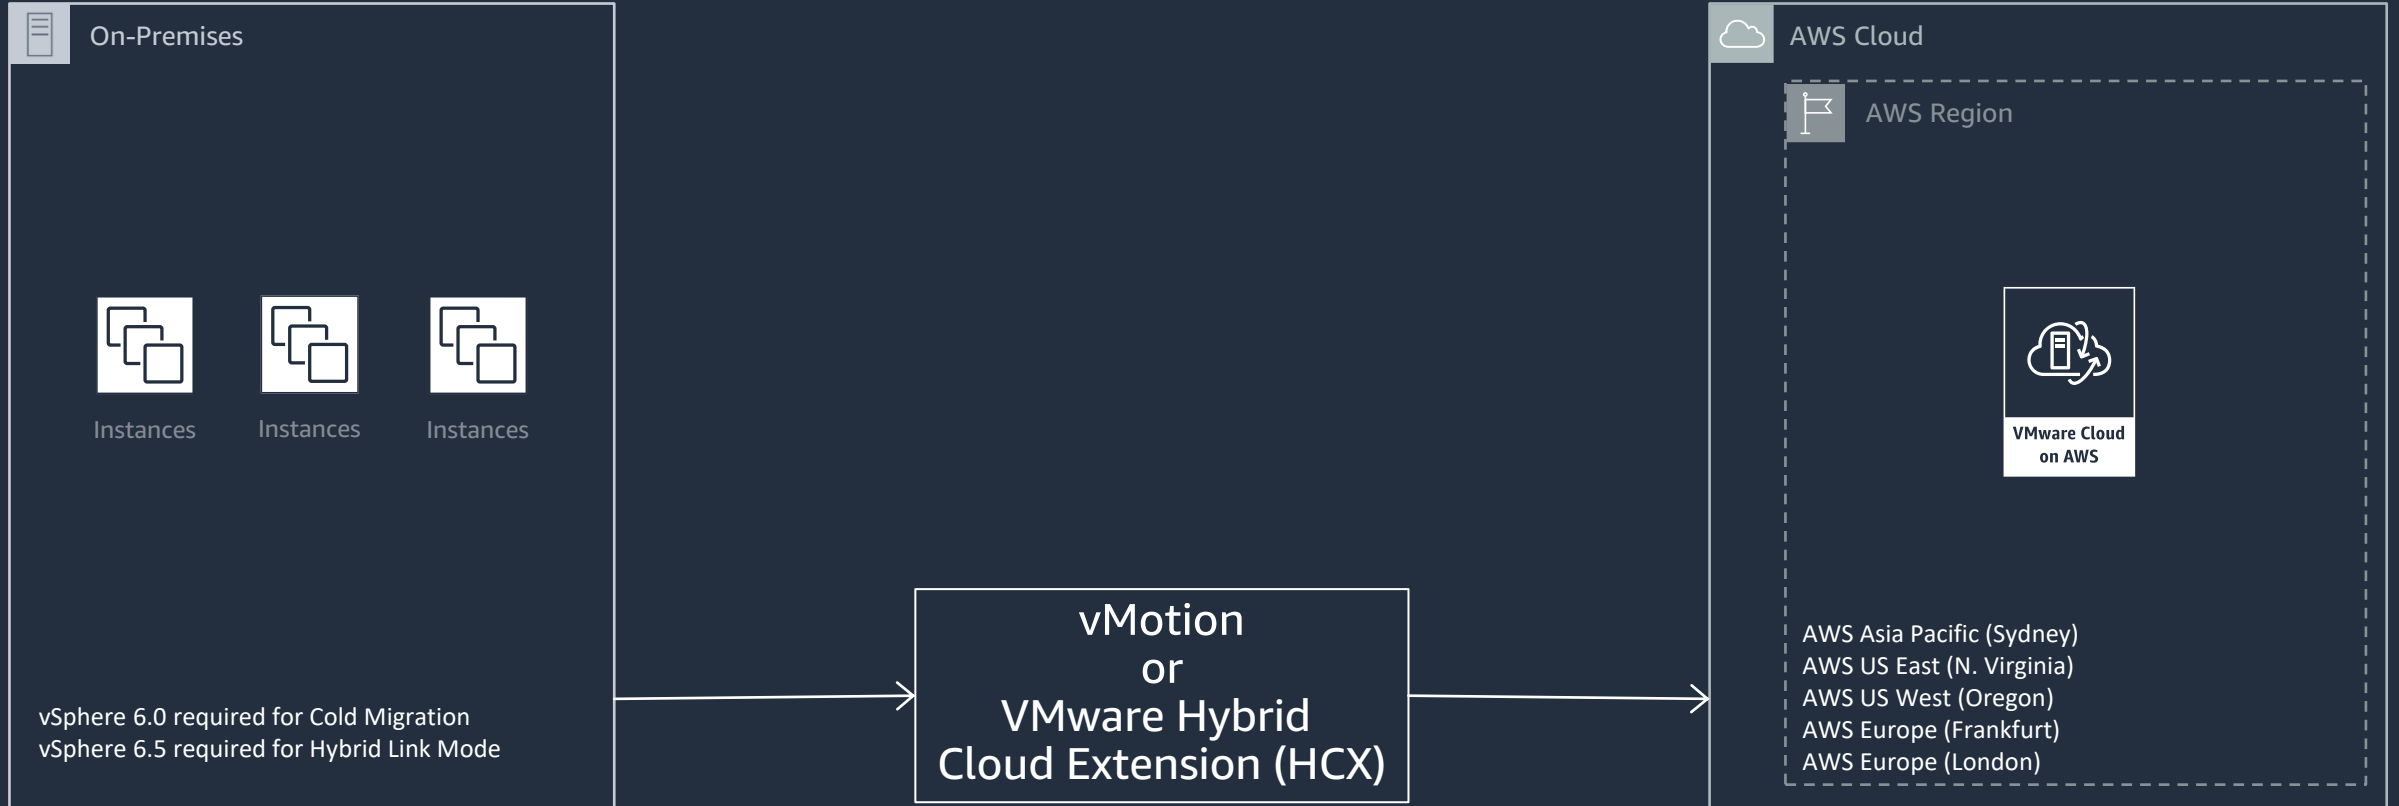 On-Premises
Instances
Instances
Instances
vSphere 6.0 required for Cold Migration
vSphere 6.5 required for Hybrid Link Mode
vMotion
or
VMware Hybrid
Cloud Extension (HCX)
AWS Cloud
AWS Region
VMware Cloud
on AWS
AWS Asia Pacific (Sydney)
AWS US East (N. Virginia)
AWS US West (Oregon)
AWS Europe (Frankfurt)
AWS Europe (London)